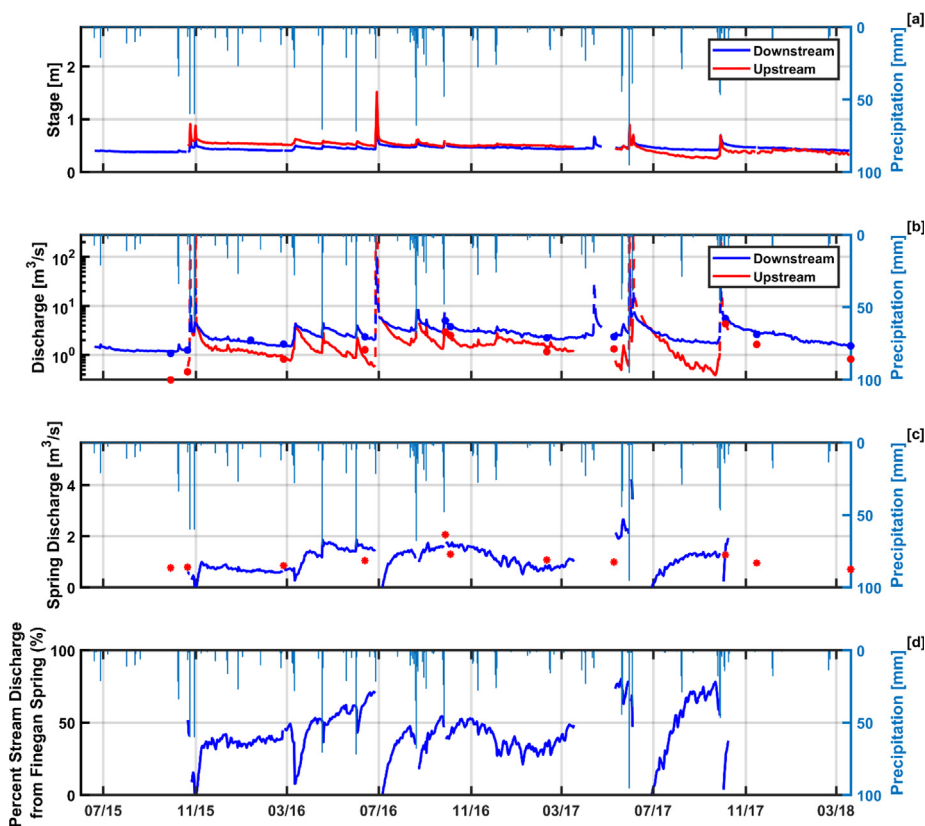 [a]
0
50
100
Precipitation [mm]
2
1
0
Stage [m]
Downstream
Upstream
[b]
0
50
100
Precipitation [mm]
10²
10¹
10⁰
Discharge [m³/s]
Downstream
Upstream
[c]
0
50
100
Precipitation [mm]
4
2
0
Spring Discharge [m³/s]
[d]
0
50
100
Precipitation [mm]
100
50
0
Percent Stream Discharge
from Finegan Spring (%)
07/15 11/15 03/16 07/16 11/16 03/17 07/17 11/17 03/18